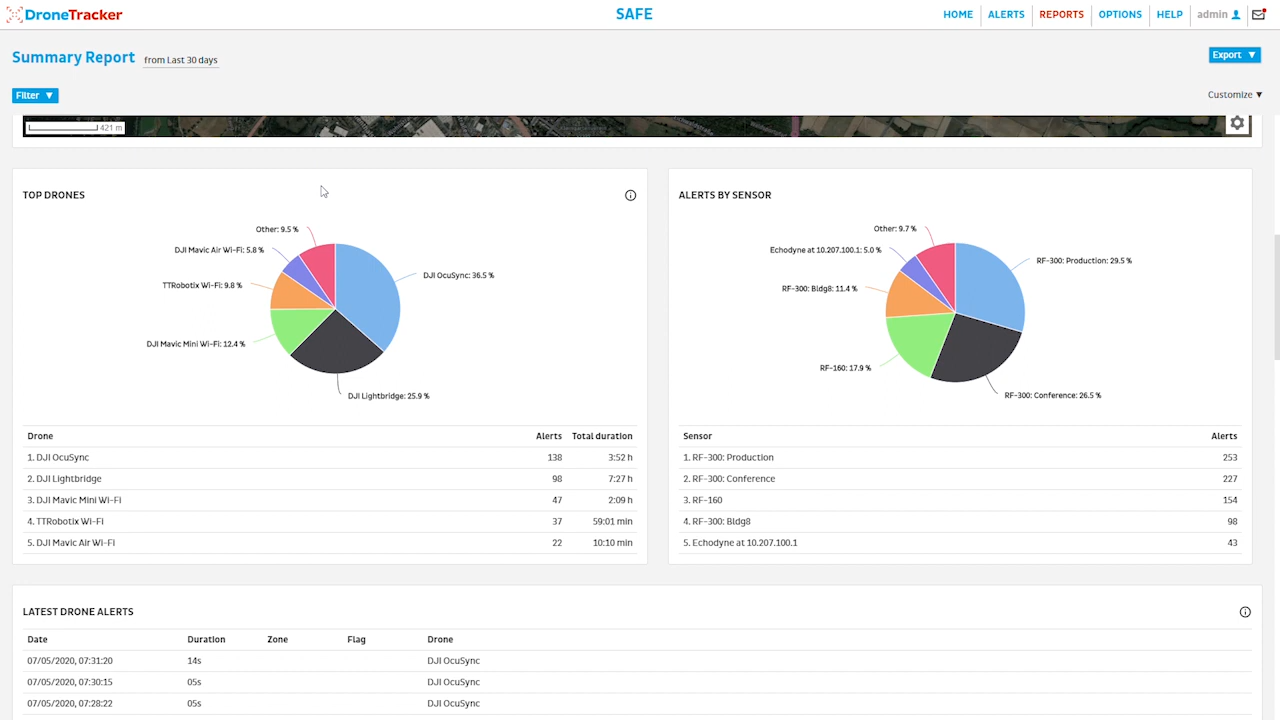 DroneTracker
SAFE
HOME ALERTS REPORTS OPTIONS HELP admin
Summary Report from Last 30 days
Export ▼
Filter ▼
Customize ▼
421 m
TOP DRONES
Other: 9.5 %
DJI Mavic Air Wi-Fi: 5.8 %
DJI OcuSync: 36.5 %
TTRobotix Wi-Fi: 9.8 %
DJI Mavic Mini Wi-Fi: 12.4 %
DJI Lightbridge: 25.9 %
Drone Alerts Total duration
1. DJI OcuSync 138 3:52 h
2. DJI Lightbridge 98 7:27 h
3. DJI Mavic Mini Wi-Fi 47 2:09 h
4. TTRobotix Wi-Fi 37 59:01 min
5. DJI Mavic Air Wi-Fi 22 10:10 min
ALERTS BY SENSOR
Other: 9.7 %
Echodyne at 10.207.100.1: 5.0 %
RF-300: Production: 29.5 %
RF-300: Bldg8: 11.4 %
RF-160: 17.9 %
RF-300: Conference: 26.5 %
Sensor Alerts
1. RF-300: Production 253
2. RF-300: Conference 227
3. RF-160 154
4. RF-300: Bldg8 98
5. Echodyne at 10.207.100.1 43
LATEST DRONE ALERTS
Date Duration Zone Flag Drone
07/05/2020, 07:31:20 14s DJI OcuSync
07/05/2020, 07:30:15 05s DJI OcuSync
07/05/2020, 07:28:22 05s DJI OcuSync